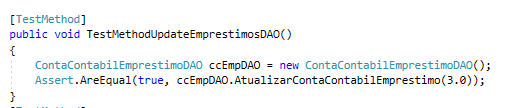 [TestMethod]
public void TestMethodUpdateEmprestimosDAO()
{
ContaContabilEmprestimoDAO ccEmpDAO = new ContaContabilEmprestimoDAO();
Assert.AreEqual(true, ccEmpDAO.AtualizarContaContabilEmprestimo(3.0));
}